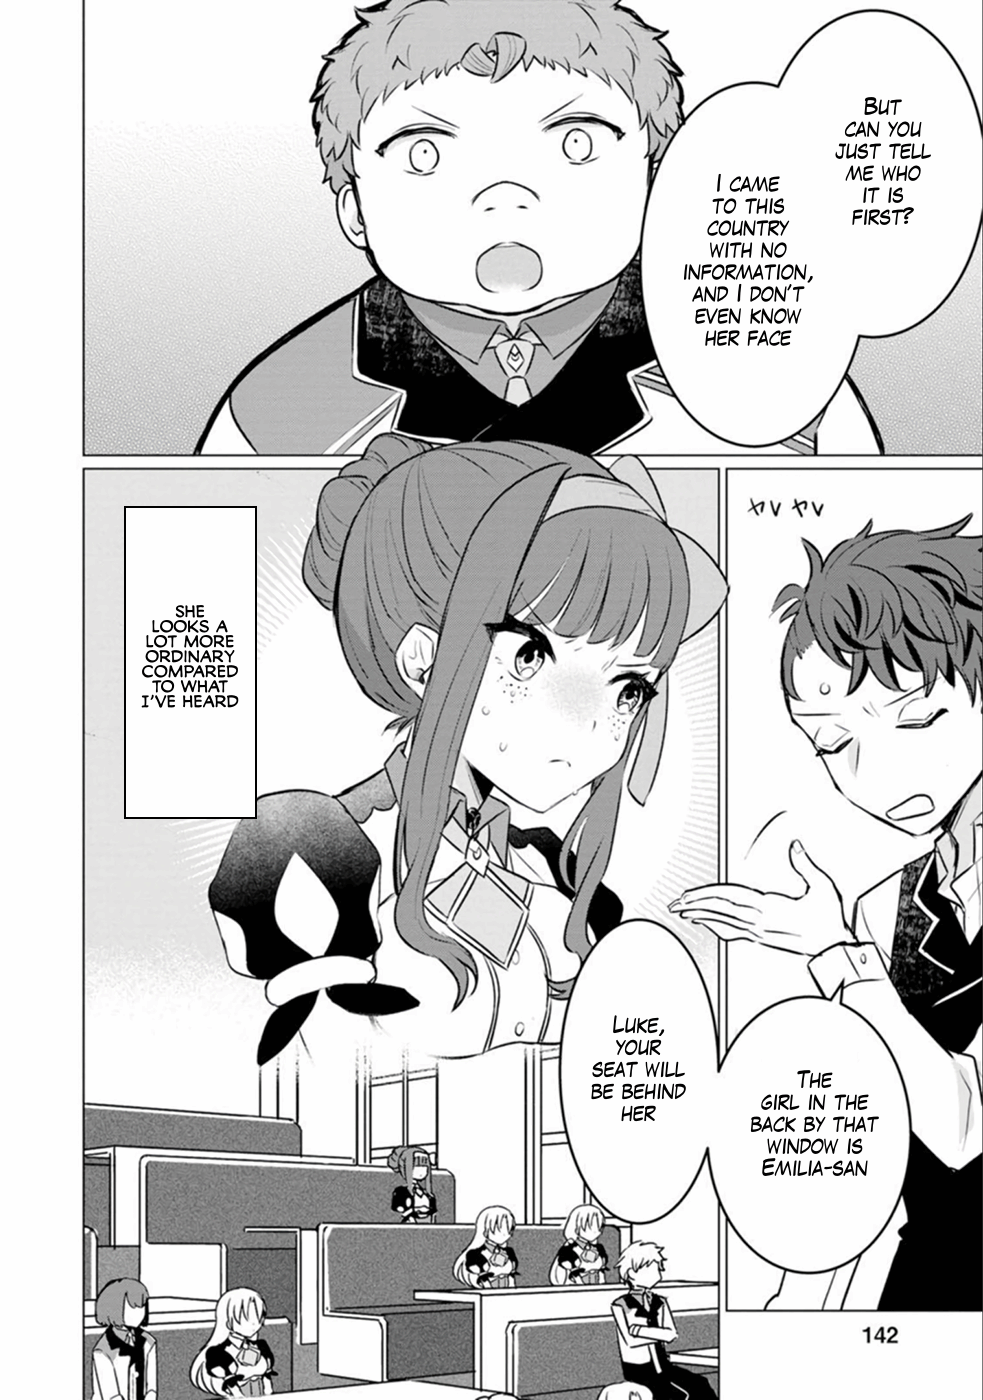 BUT
CAN YOU
JUST TELL
ME WHO
IT IS
FIRST?
I CAME
TO THIS
COUNTRY
WITH NO
INFORMATION,
AND I DON'T
EVEN KNOW
HER FACE
ヤレヤレ
SHE
LOOKS A
LOT MORE
ORDINARY
COMPARED
TO WHAT
I'VE HEARD
THE
GIRL IN THE
BACK BY THAT
WINDOW IS
EMILIA-SAN
LUKE,
YOUR
SEAT WILL
BE BEHIND
HER
142